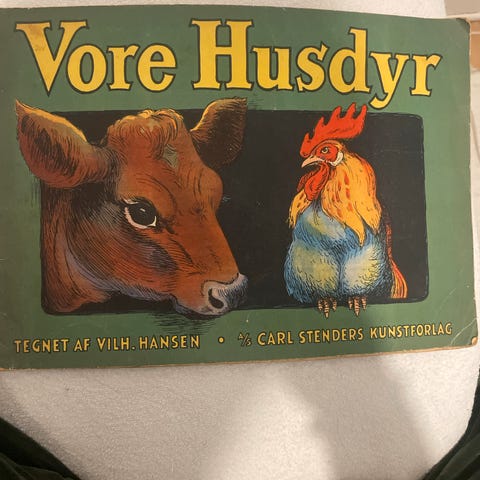 Vore Husdyr
TEGNET AF VILH. HANSEN • A/S CARL STENDERS KUNSTFORLAG